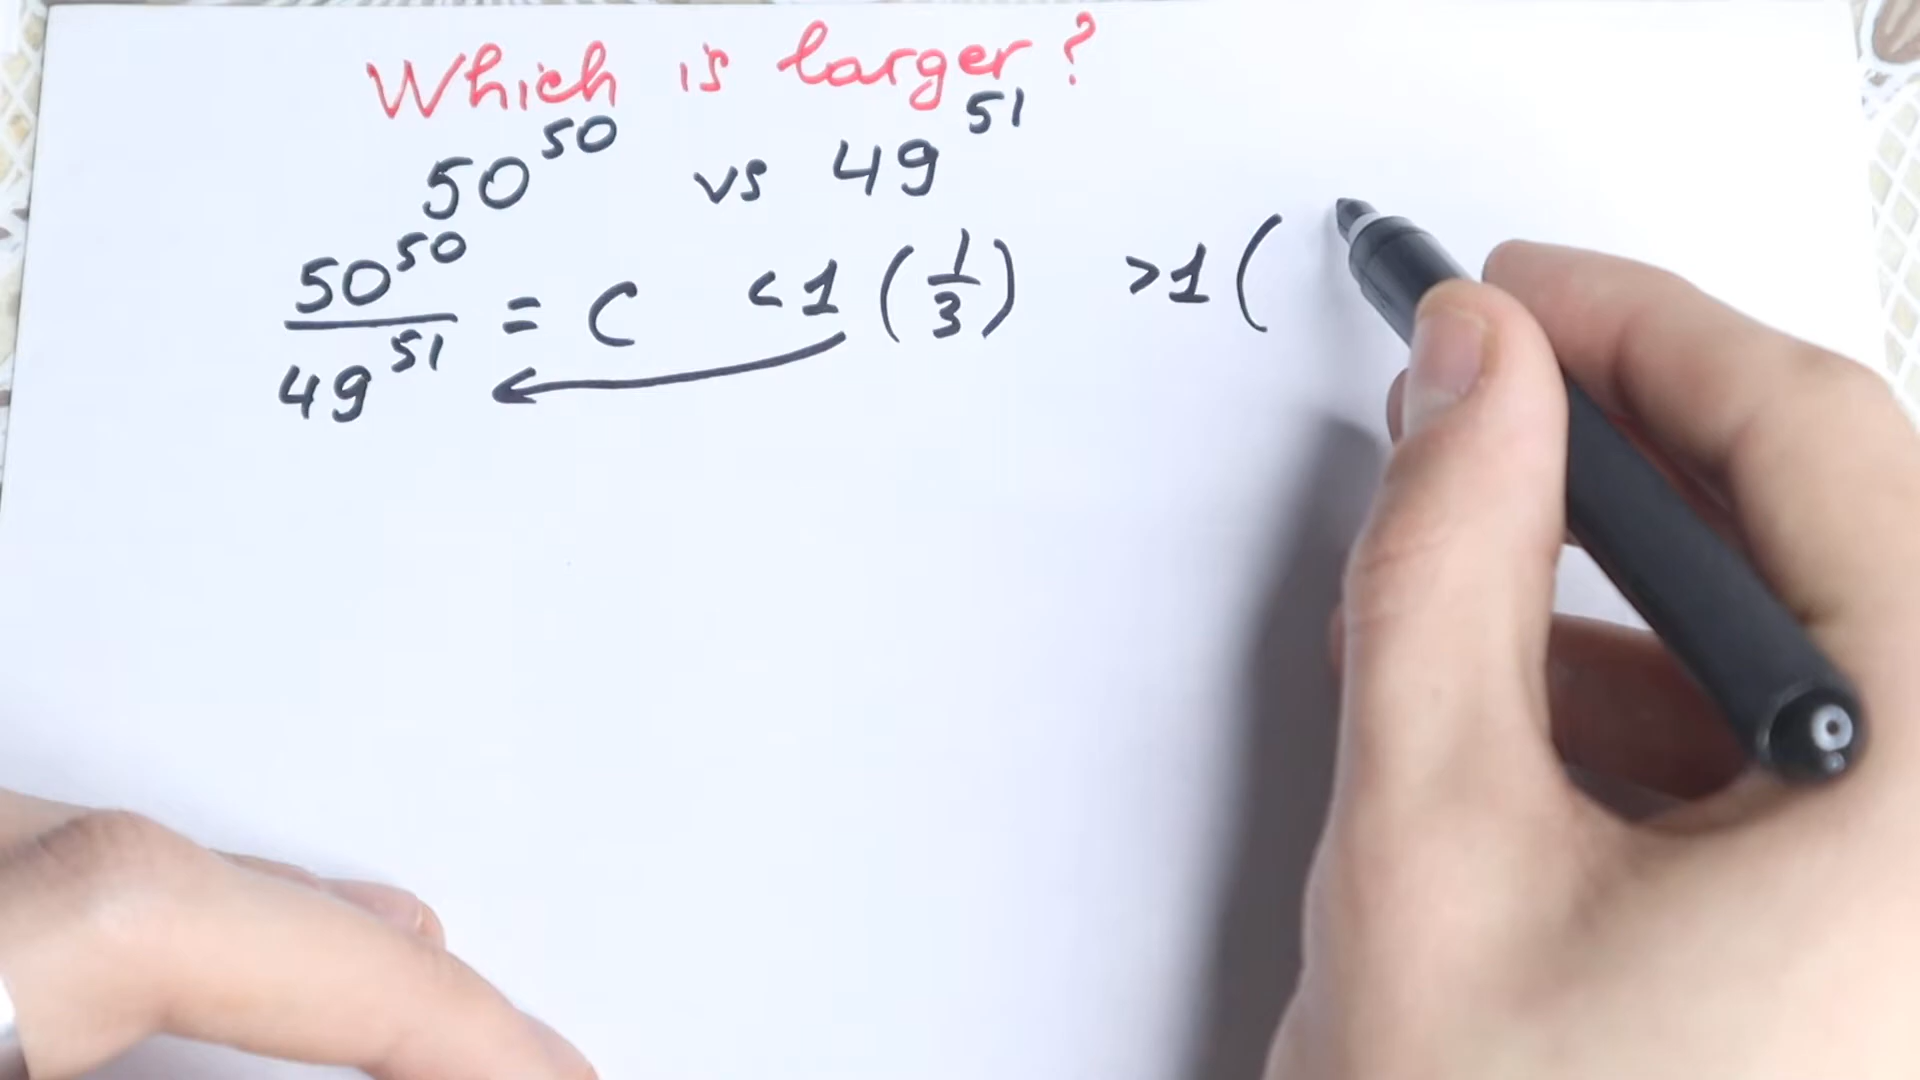 Which is larger?
50^50 vs 49^51
50^50/49^51 = C <1 (1/3) >1 (